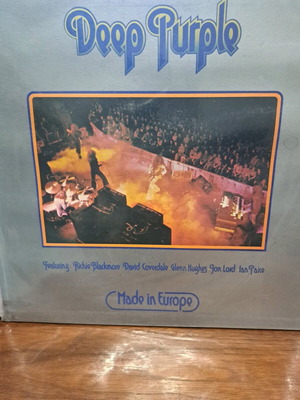 Deep Purple
Featuring: Ritchie Blackmore David Coverdale Glenn Hughes Jon Lord Ian Paice
Made in Europe